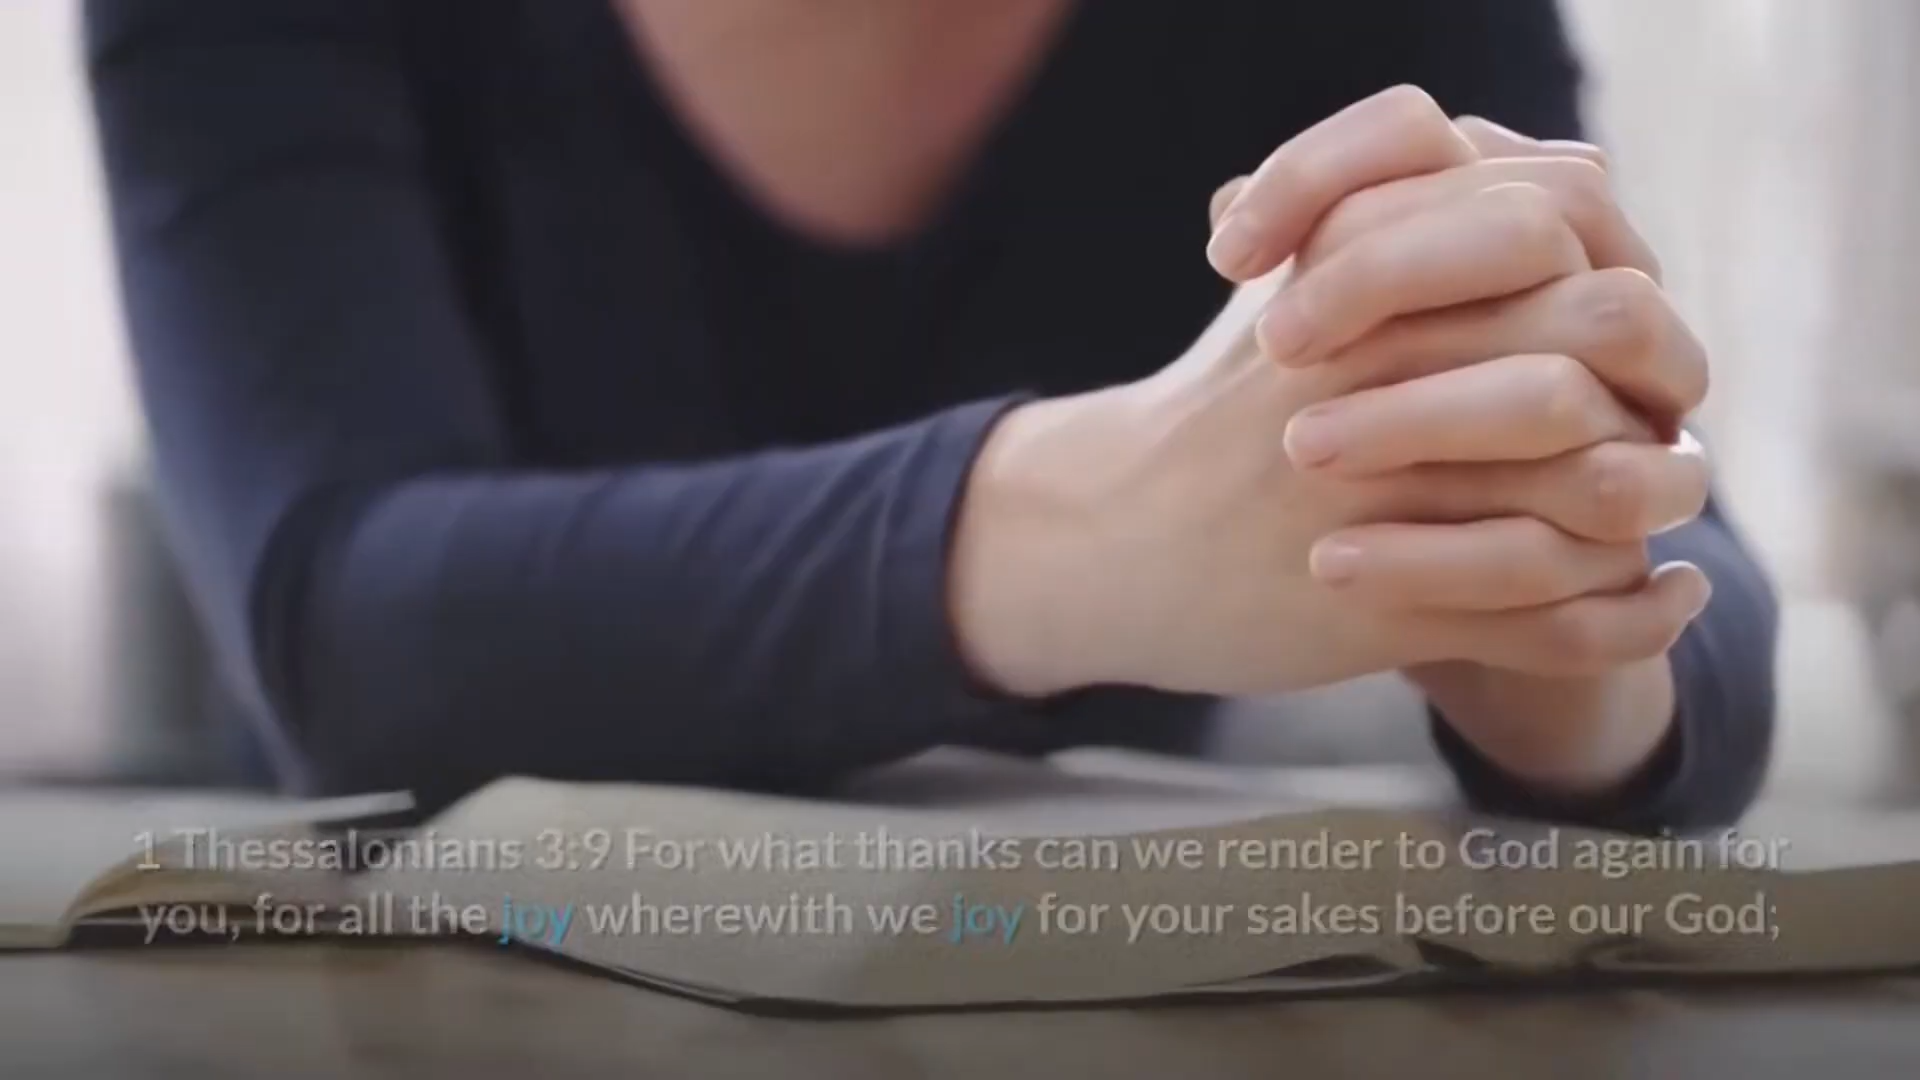 1 Thessalonians 3:9 For what thanks can we render to God again for
you, for all the joy wherewith we joy for your sakes before our God;